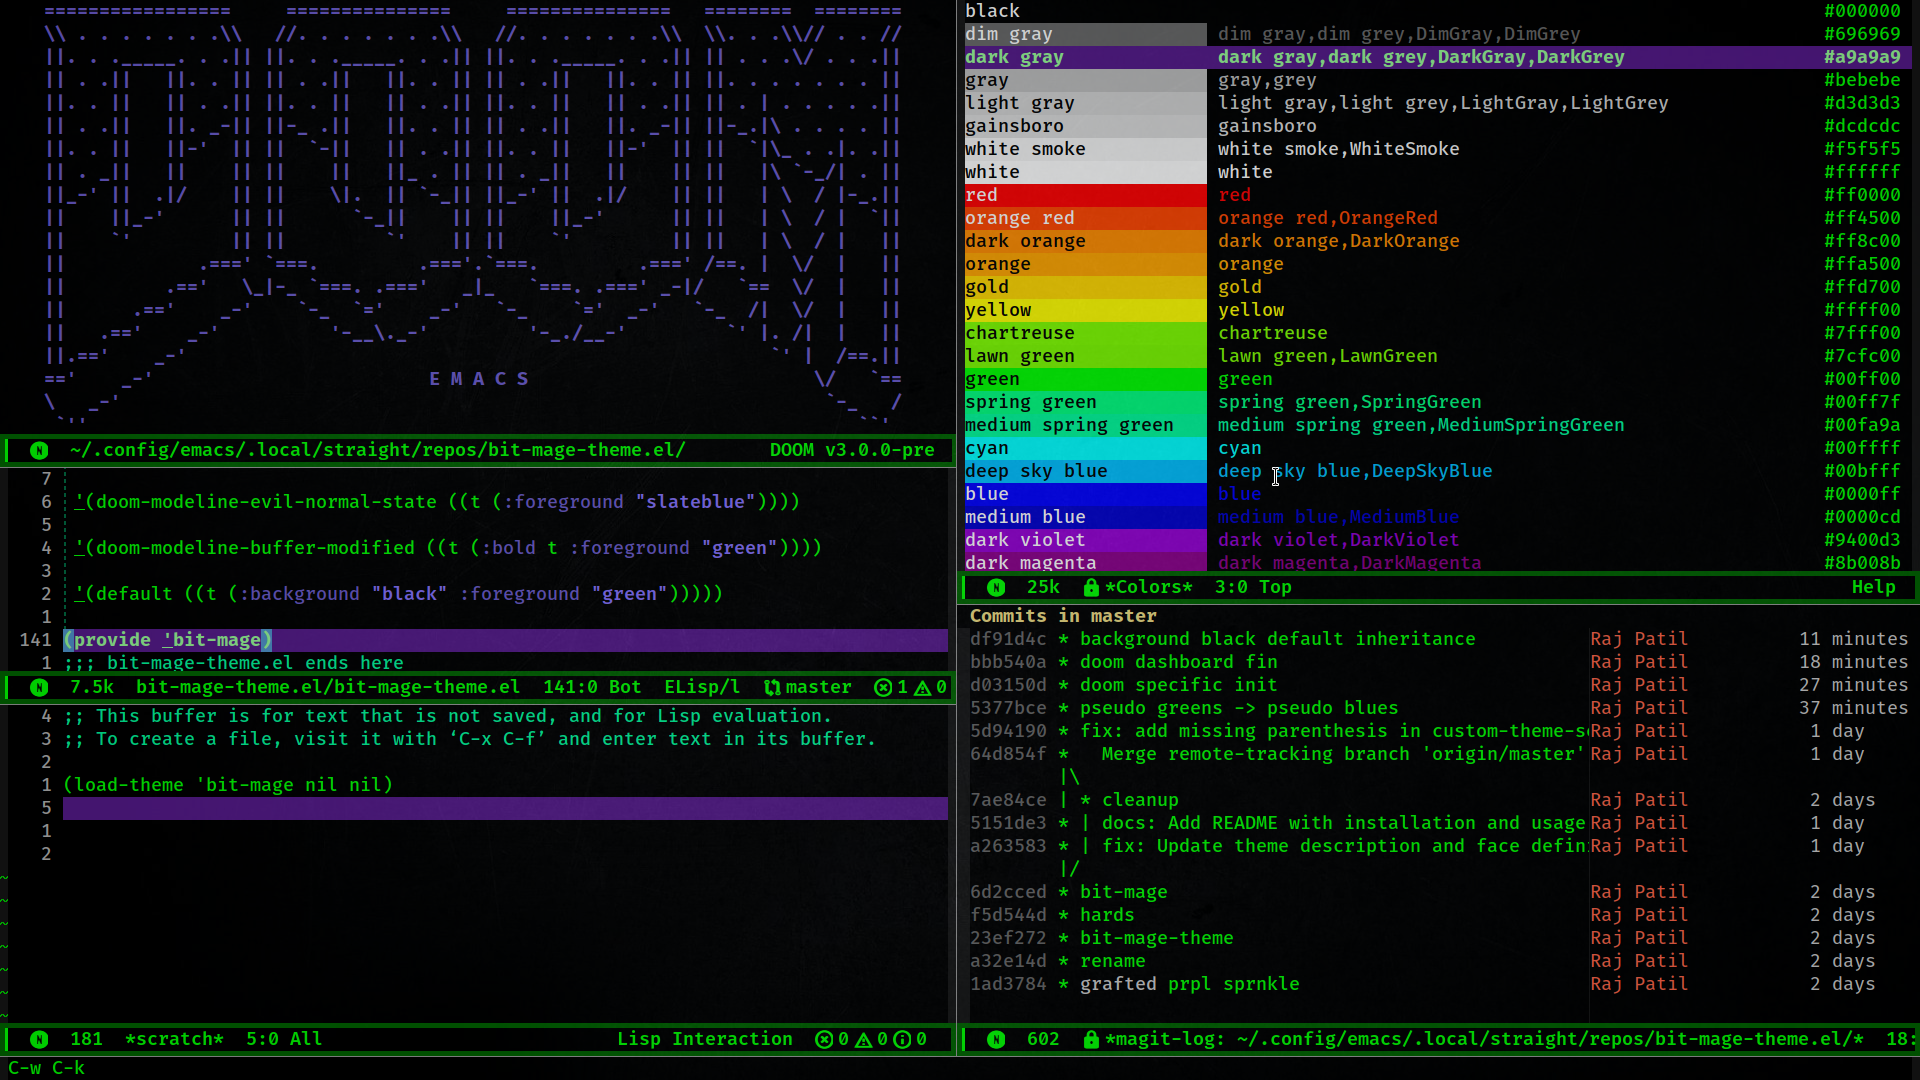 E M A C S
~/.config/emacs/.local/straight/repos/bit-mage-theme.el/ DOOM v3.0.0-pre
7
6 '(doom-modeline-evil-normal-state ((t (:foreground "slateblue"))))
5
4 '(doom-modeline-buffer-modified ((t (:bold t :foreground "green"))))
3
2 '(default ((t (:background "black" :foreground "green")))))
1
141 (provide 'bit-mage)
1 ;;; bit-mage-theme.el ends here
N 7.5k bit-mage-theme.el/bit-mage-theme.el 141:0 Bot ELisp/l master 1 0
4 ;; This buffer is for text that is not saved, and for Lisp evaluation.
3 ;; To create a file, visit it with ‘C-x C-f’ and enter text in its buffer.
2
1 (load-theme 'bit-mage nil nil)
5
1
2
~
~
~
~
~
~
~
N 181 *scratch* 5:0 All Lisp Interaction 0 0 0
C-w C-k
black #000000
dim gray dim gray,dim grey,DimGray,DimGrey #696969
dark gray dark gray,dark grey,DarkGray,DarkGrey #a9a9a9
gray gray,grey #bebebe
light gray light gray,light grey,LightGray,LightGrey #d3d3d3
gainsboro gainsboro #dcdcdc
white smoke white smoke,WhiteSmoke #f5f5f5
white white #ffffff
red red #ff0000
orange red orange red,OrangeRed #ff4500
dark orange dark orange,DarkOrange #ff8c00
orange orange #ffa500
gold gold #ffd700
yellow yellow #ffff00
chartreuse chartreuse #7fff00
lawn green lawn green,LawnGreen #7cfc00
green green #00ff00
spring green spring green,SpringGreen #00ff7f
medium spring green medium spring green,MediumSpringGreen #00fa9a
cyan cyan #00ffff
deep sky blue deep sky blue,DeepSkyBlue #00bfff
blue blue #0000ff
medium blue medium blue,MediumBlue #0000cd
dark violet dark violet,DarkViolet #9400d3
dark magenta dark magenta,DarkMagenta #8b008b
N 25k *Colors* 3:0 Top Help
Commits in master
df91d4c * background black default inheritance Raj Patil 11 minutes
bbb540a * doom dashboard fin Raj Patil 18 minutes
d03150d * doom specific init Raj Patil 27 minutes
5377bce * pseudo greens -> pseudo blues Raj Patil 37 minutes
5d94190 * fix: add missing parenthesis in custom-theme-s Raj Patil 1 day
64d854f * Merge remote-tracking branch 'origin/master' Raj Patil 1 day
|\
7ae84ce | * cleanup Raj Patil 2 days
5151de3 * | docs: Add README with installation and usage Raj Patil 1 day
a263583 * | fix: Update theme description and face defin Raj Patil 1 day
|/
6d2cced * bit-mage Raj Patil 2 days
f5d544d * hards Raj Patil 2 days
23ef272 * bit-mage-theme Raj Patil 2 days
a32e14d * rename Raj Patil 2 days
1ad3784 * grafted prpl sprnkle Raj Patil 2 days
N 602 *magit-log: ~/.config/emacs/.local/straight/repos/bit-mage-theme.el/* 18: